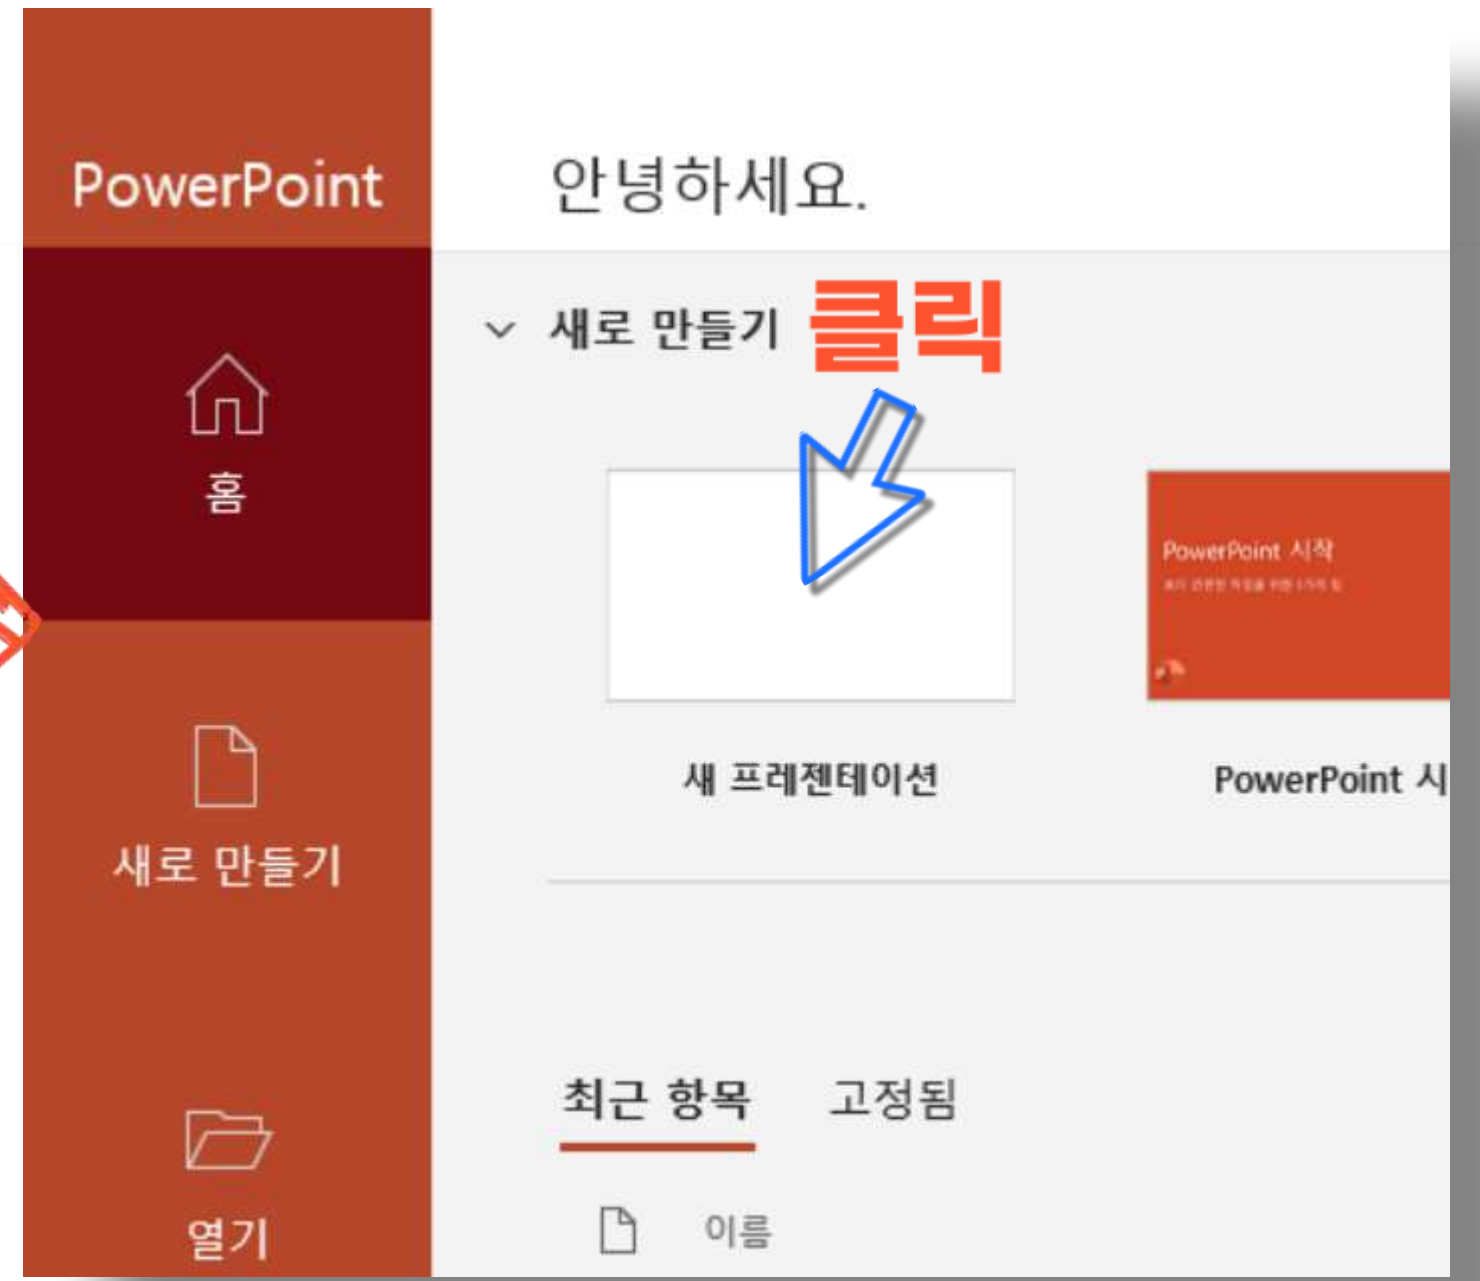 PowerPoint
안녕하세요.
새로 만들기
클릭
홈
PowerPoint 시작
새 프레젠테이션
PowerPoint 시
새로 만들기
최근 항목
고정됨
이름
열기